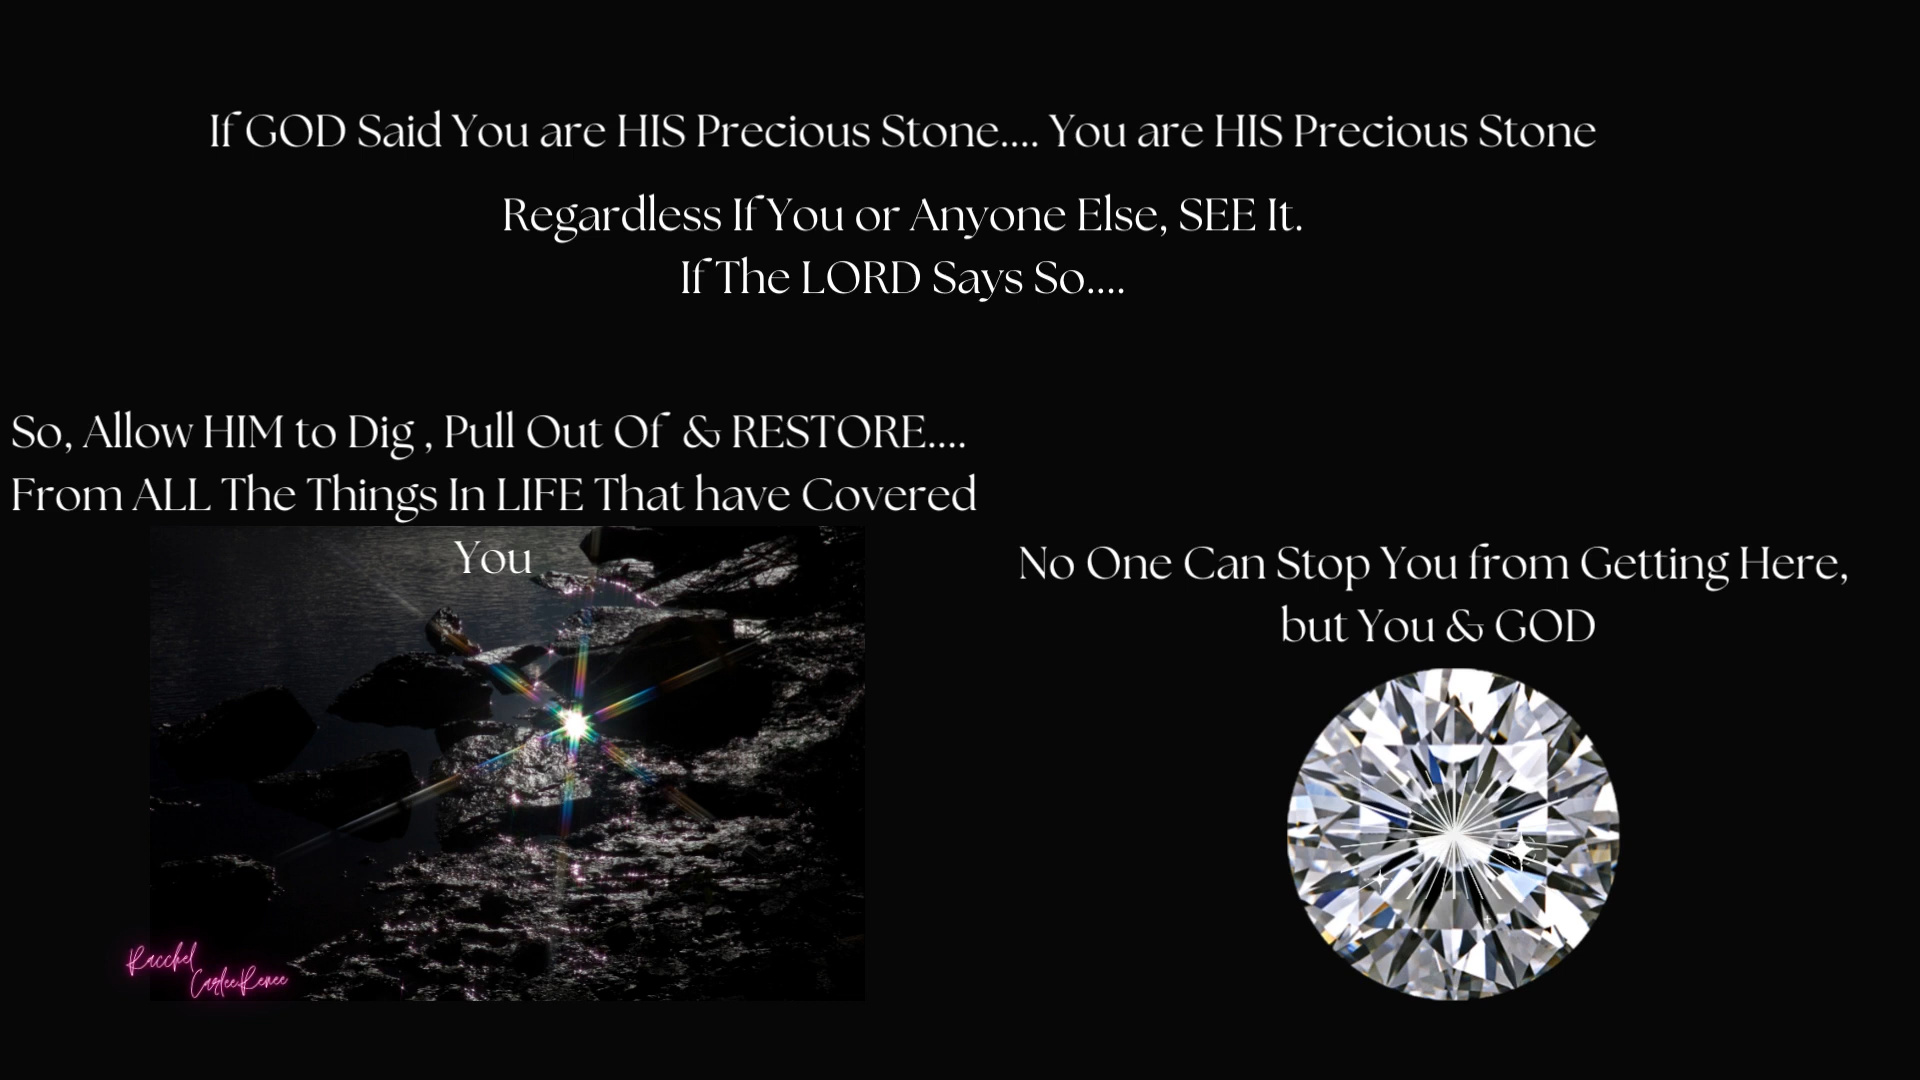 If GOD Said You are HIS Precious Stone.... You are HIS Precious Stone
Regardless If You or Anyone Else, SEE It.
If The LORD Says So....
So, Allow HIM to Dig , Pull Out Of & RESTORE....
From ALL The Things In LIFE That have Covered
You
No One Can Stop You from Getting Here,
but You & GOD
Racchel
CarleeRenee